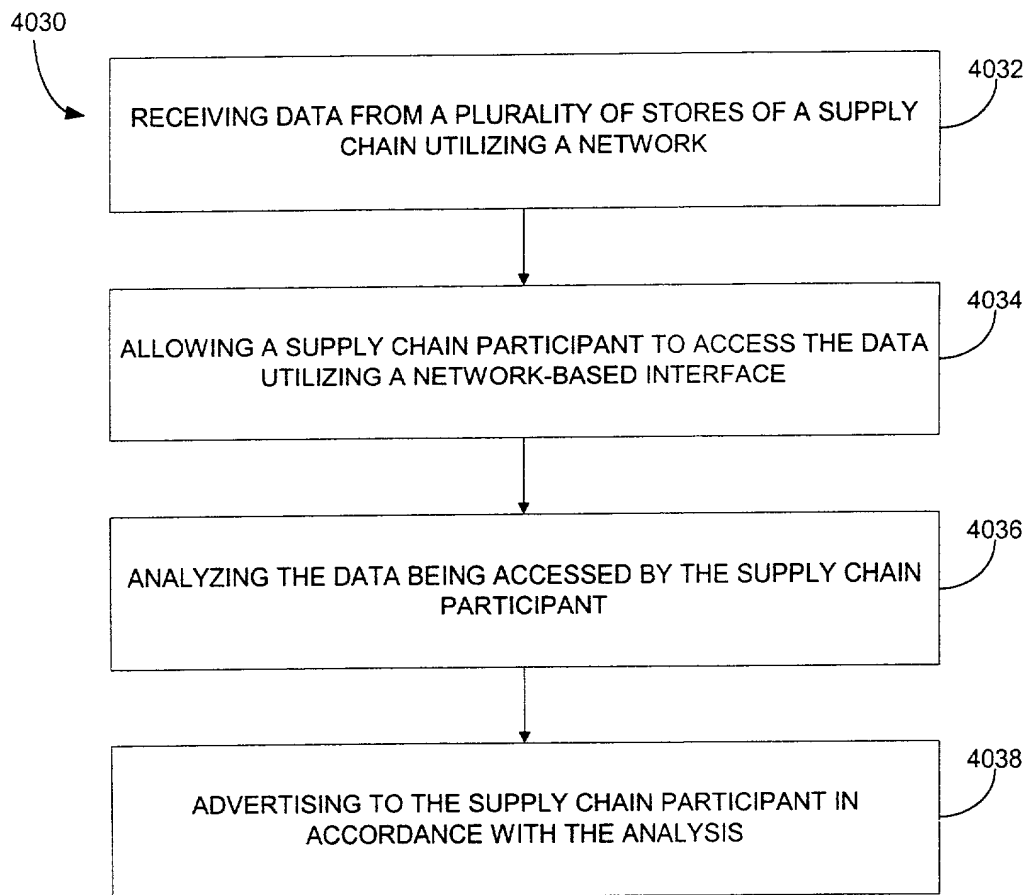 4030
4032
RECEIVING DATA FROM A PLURALITY OF STORES OF A SUPPLY
CHAIN UTILIZING A NETWORK
4034
ALLOWING A SUPPLY CHAIN PARTICIPANT TO ACCESS THE DATA
UTILIZING A NETWORK-BASED INTERFACE
4036
ANALYZING THE DATA BEING ACCESSED BY THE SUPPLY CHAIN
PARTICIPANT
4038
ADVERTISING TO THE SUPPLY CHAIN PARTICIPANT IN
ACCORDANCE WITH THE ANALYSIS